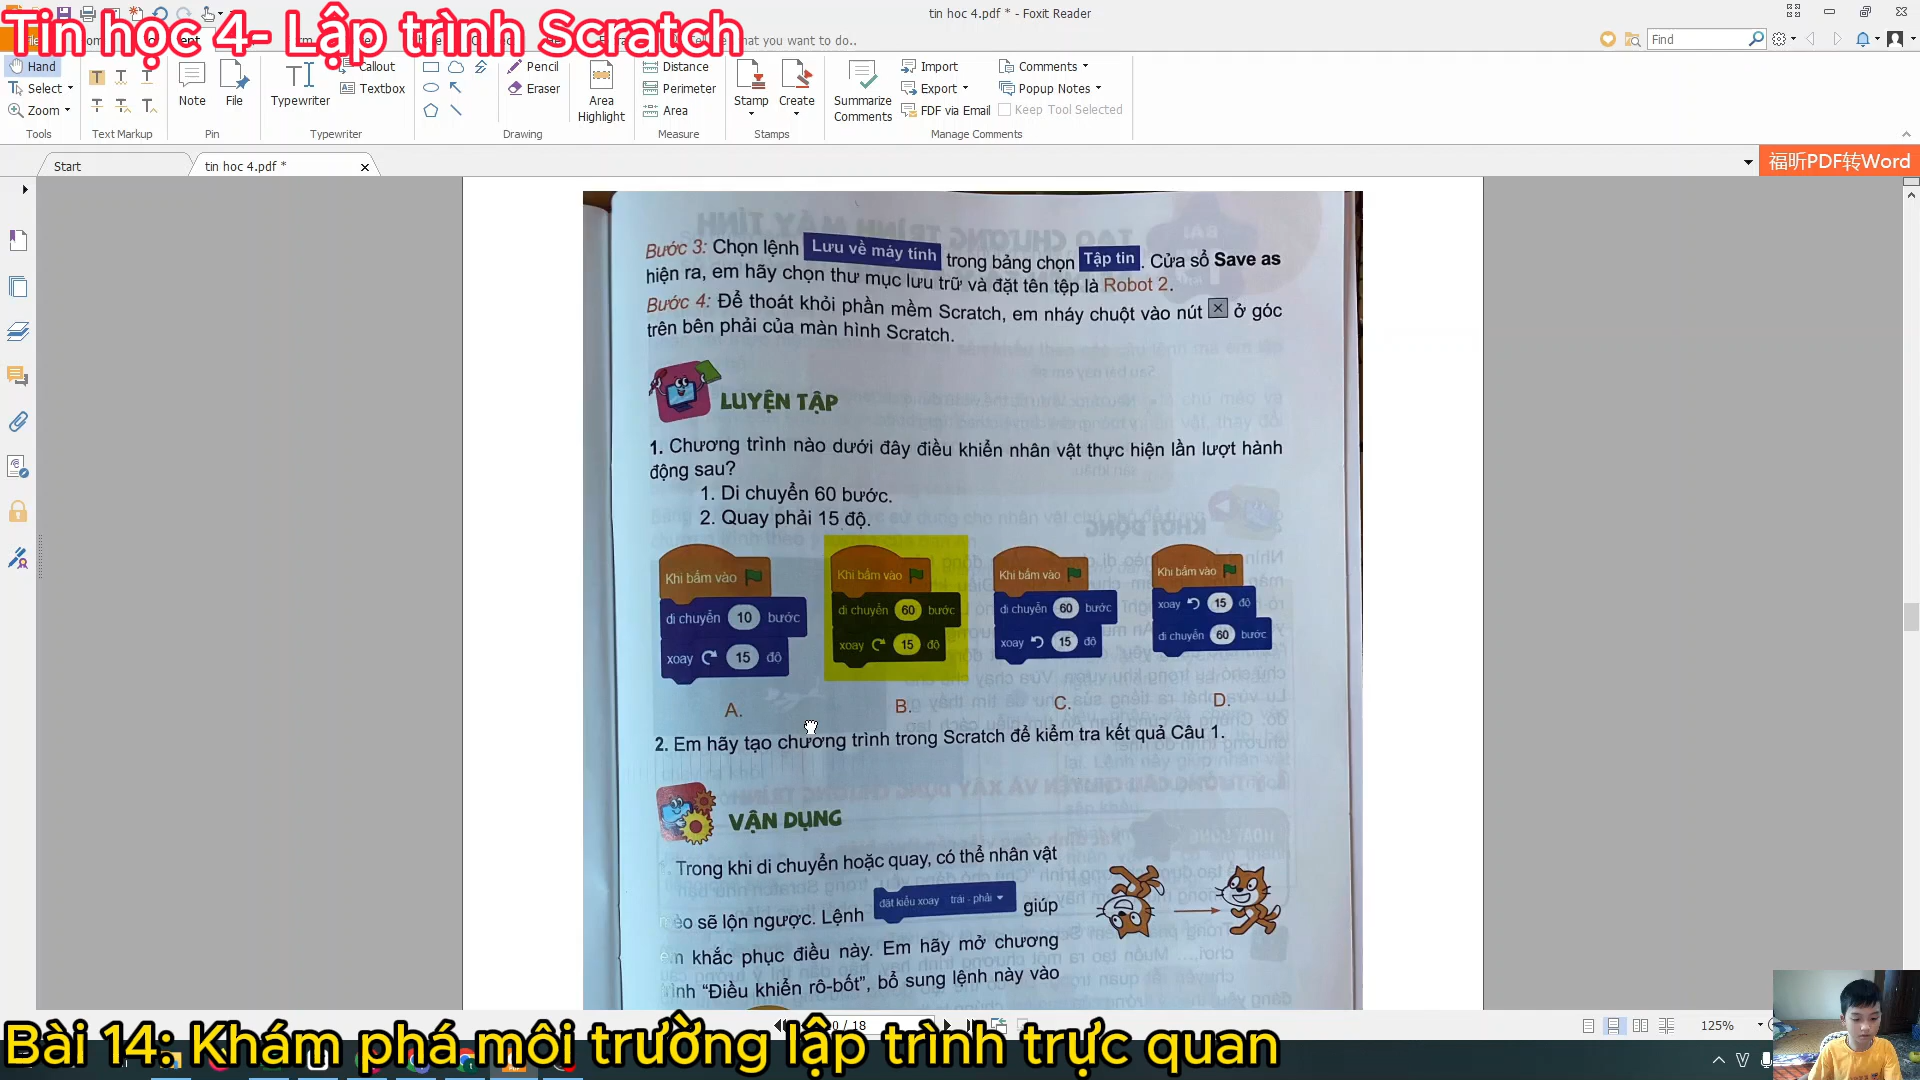 tin hoc 4.pdf * - Foxit Reader
Tin học 4- Lập trình Scratch
what you want to do..
Find
Hand
Select
Zoom
Tools
Text Markup
Note
File
Pin
Typewriter
Callout
Textbox
Typewriter
Pencil
Eraser
Drawing
Area Highlight
Distance
Perimeter
Area
Measure
Stamp
Create
Stamps
Summarize Comments
Import
Export
FDF via Email
Comments
Popup Notes
Keep Tool Selected
Manage Comments
Start
tin hoc 4.pdf *
福昕PDF转Word
Bước 3: Chọn lệnh Lưu về máy tính trong bảng chọn Tập tin. Cửa sổ Save as
hiện ra, em hãy chọn thư mục lưu trữ và đặt tên tệp là Robot 2.
Bước 4: Để thoát khỏi phần mềm Scratch, em nháy chuột vào nút × ở góc
trên bên phải của màn hình Scratch.
LUYỆN TẬP
1. Chương trình nào dưới đây điều khiển nhân vật thực hiện lần lượt hành
động sau?
1. Di chuyển 60 bước.
2. Quay phải 15 độ.
Khi bấm vào
di chuyển 10 bước
xoay 15 độ
A.
Khi bấm vào
di chuyển 60 bước
xoay 15 độ
B.
Khi bấm vào
di chuyển 60 bước
xoay 15 độ
C.
Khi bấm vào
xoay 15 độ
di chuyển 60 bước
D.
2. Em hãy tạo chương trình trong Scratch để kiểm tra kết quả Câu 1.
VẬN DỤNG
Trong khi di chuyển hoặc quay, có thể nhân vật
mèo sẽ lộn ngược. Lệnh đặt kiểu xoay trái - phải giúp
em khắc phục điều này. Em hãy mở chương
trình “Điều khiển rô-bốt”, bổ sung lệnh này vào
/ 18
125%
Bài 14: Khám phá môi trường lập trình trực quan